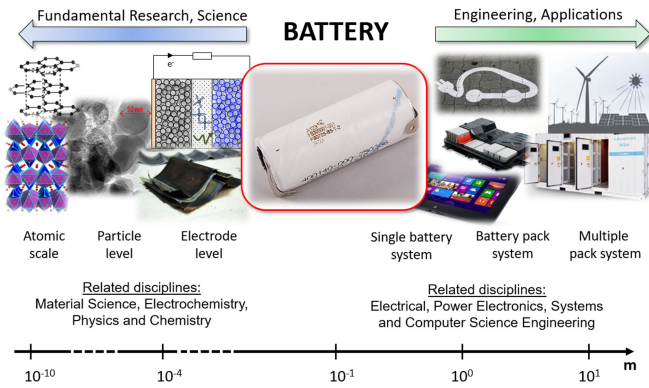 Fundamental Research, Science
BATTERY
Engineering, Applications
e-
50nm
Atomic
scale
Particle
level
Electrode
level
Single battery
system
Battery pack
system
Multiple
pack system
Related disciplines:
Material Science, Electrochemistry,
Physics and Chemistry
Related disciplines:
Electrical, Power Electronics, Systems
and Computer Science Engineering
10-10
10-4
10-1
100
101
m